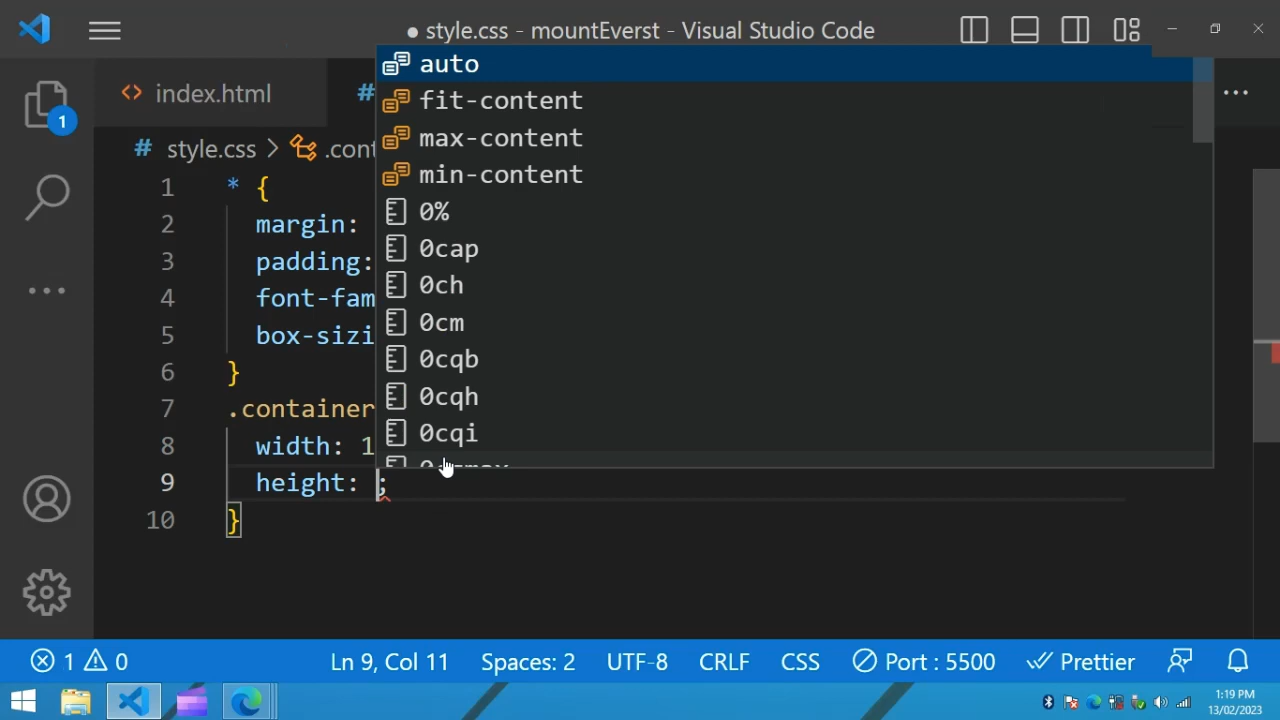 ● style.css - mountEverst - Visual Studio Code
index.html
#
# style.css > .cont
1 * {
2 margin:
3 padding:
4 font-fam
5 box-sizi
6 }
7 .container
8 width: 1
9 height: ;
10 }
auto
fit-content
max-content
min-content
0%
0cap
0ch
0cm
0cqb
0cqh
0cqi
1
1 0
Ln 9, Col 11
Spaces: 2
UTF-8
CRLF
CSS
Port : 5500
Prettier
1:19 PM
13/02/2023